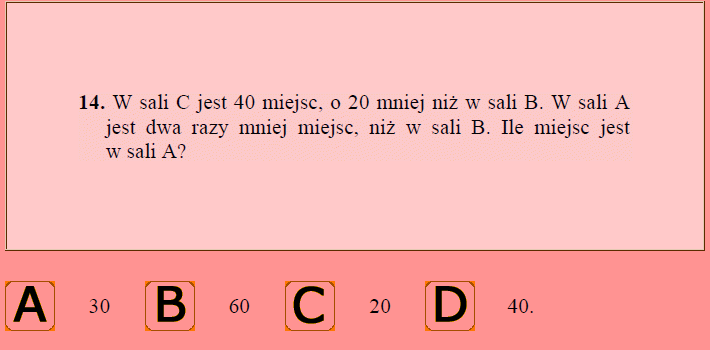 14. W sali C jest 40 miejsc, o 20 mniej niż w sali B. W sali A
jest dwa razy mniej miejsc, niż w sali B. Ile miejsc jest
w sali A?
A 30 B 60 C 20 D 40.